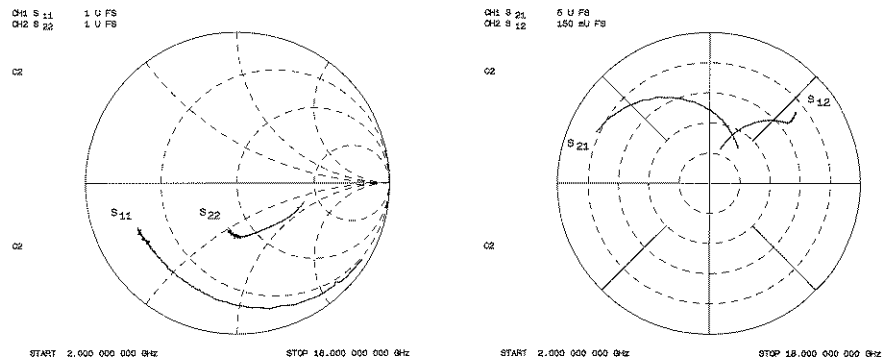 CH1 S 11 1 U FS
CH2 S 22 1 U FS
C2
S11
S22
C2
START 2.000 000 000 GHz STOP 18.000 000 000 GHz
CH1 S 21 5 U FS
CH2 S 12 150 mU FS
C2
S12
S21
C2
START 2.000 000 000 GHz STOP 18.000 000 000 GHz